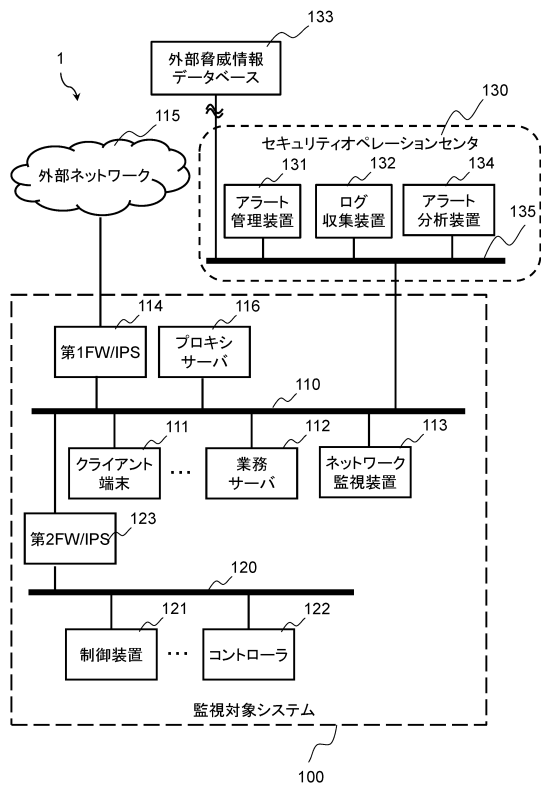 133
外部脅威情報
データベース
1
130
115
セキュリティオペレーションセンタ
外部ネットワーク
131
132
134
アラート
管理装置
ログ
収集装置
アラート
分析装置
135
114
116
第1FW/IPS
プロキシ
サーバ
110
111
112
113
クライアント
端末
…
業務
サーバ
ネットワーク
監視装置
123
第2FW/IPS
120
121
122
制御装置
…
コントローラ
監視対象システム
100